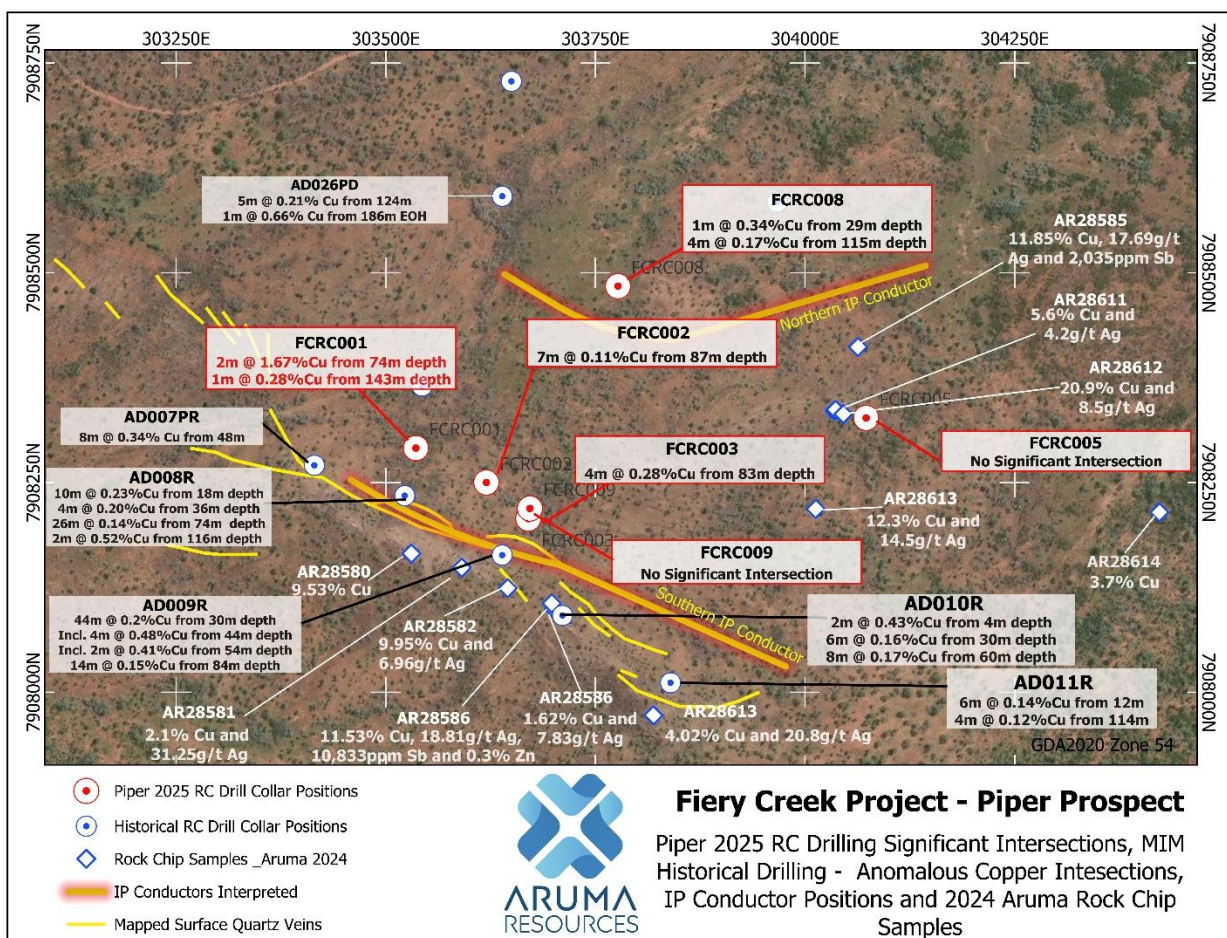 303250E
303500E
303750E
304000E
304250E
7908750N
7908750N
7908500N
7908500N
7908250N
7908250N
7908000N
7908000N
AD026PD
5m @ 0.21% Cu from 124m
1m @ 0.66% Cu from 186m EOH
FCRC008
1m @ 0.34%Cu from 29m depth
4m @ 0.17%Cu from 115m depth
FCRC008
AR28585
11.85% Cu, 17.69g/t
Ag and 2,035ppm Sb
Northern IP Conductor
AR28611
5.6% Cu and
4.2g/t Ag
FCRC001
2m @ 1.67%Cu from 74m depth
1m @ 0.28%Cu from 143m depth
FCRC001
FCRC002
7m @ 0.11%Cu from 87m depth
FCRC002
AR28612
20.9% Cu and
8.5g/t Ag
FCRC005
FCRC005
No Significant Intersection
AD007PR
8m @ 0.34% Cu from 48m
FCRC003
4m @ 0.28%Cu from 83m depth
FCRC009
FCRC003
AD008R
10m @ 0.23%Cu from 18m depth
4m @ 0.20%Cu from 36m depth
26m @ 0.14%Cu from 74m depth
2m @ 0.52%Cu from 116m depth
AR28613
12.3% Cu and
14.5g/t Ag
FCRC009
No Significant Intersection
AR28614
3.7% Cu
AR28580
9.53% Cu
AD009R
44m @ 0.2%Cu from 30m depth
Incl. 4m @ 0.48%Cu from 44m depth
Incl. 2m @ 0.41%Cu from 54m depth
14m @ 0.15%Cu from 84m depth
AR28582
9.95% Cu and
6.96g/t Ag
Southern IP Conductor
AD010R
2m @ 0.43%Cu from 4m depth
6m @ 0.16%Cu from 30m depth
8m @ 0.17%Cu from 60m depth
AR28581
2.1% Cu and
31.25g/t Ag
AR28586
11.53% Cu, 18.81g/t Ag,
10,833ppm Sb and 0.3% Zn
AR28586
1.62% Cu and
7.83g/t Ag
AR28613
4.02% Cu and 20.8g/t Ag
AD011R
6m @ 0.14%Cu from 12m
4m @ 0.12%Cu from 114m
GDA2020 Zone 54
Piper 2025 RC Drill Collar Positions
Historical RC Drill Collar Positions
Rock Chip Samples _Aruma 2024
IP Conductors Interpreted
Mapped Surface Quartz Veins
ARUMA
RESOURCES
Fiery Creek Project - Piper Prospect
Piper 2025 RC Drilling Significant Intersections, MIM
Historical Drilling - Anomalous Copper Intesections,
IP Conductor Positions and 2024 Aruma Rock Chip
Samples